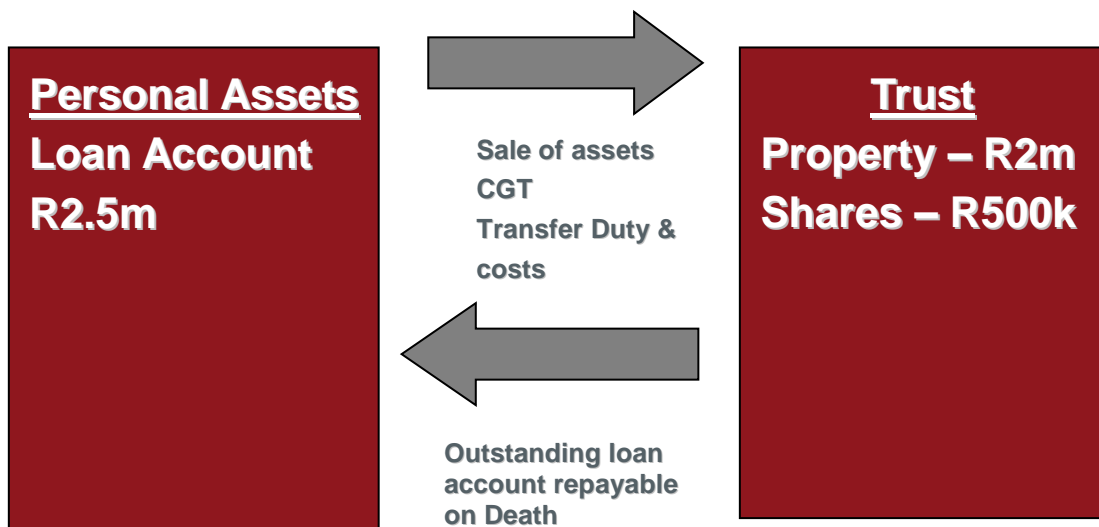 Personal Assets
Loan Account
R2.5m
Sale of assets
CGT
Transfer Duty &
costs
Outstanding loan
account repayable
on Death
Trust
Property – R2m
Shares – R500k